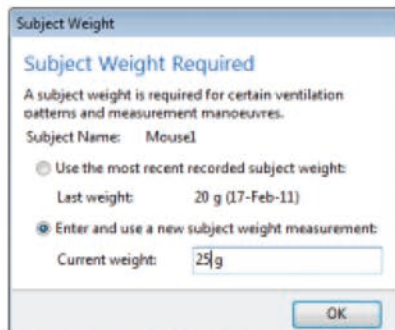 Subject Weight
Subject Weight Required
A subject weight is required for certain ventilation
patterns and measurement manoeuvres.
Subject Name: Mouse1
Use the most recent recorded subject weight:
Last weight: 20 g (17-Feb-11)
Enter and use a new subject weight measurement:
Current weight: 25 g
OK